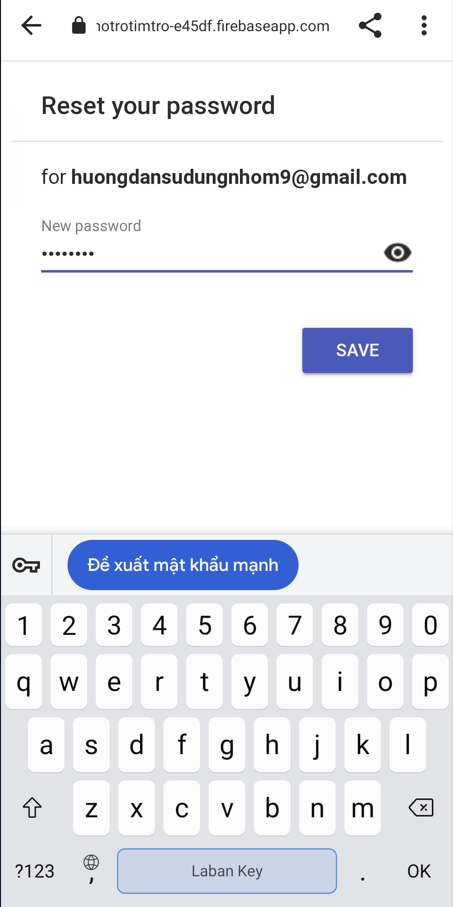 notrotimtro-e45df.firebaseapp.com
Reset your password
for huongdansudungnhom9@gmail.com
New password
••••••••
SAVE
Đề xuất mật khẩu mạnh
1 2 3 4 5 6 7 8 9 0
q w e r t y u i o p
a s d f g h j k l
z x c v b n m
?123 , Laban Key . OK